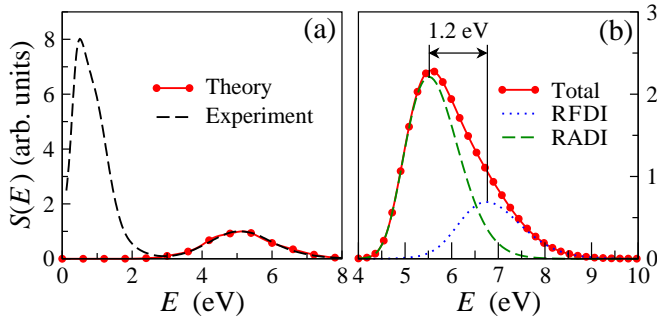 1.2 eV
(a)
(b)
Theory
Experiment
Total
RFDI
RADI
S(E) (arb. units)
8
6
4
2
0
3
2
1
0
0 2 4 6 8
4 5 6 7 8 9 10
E (eV)
E (eV)